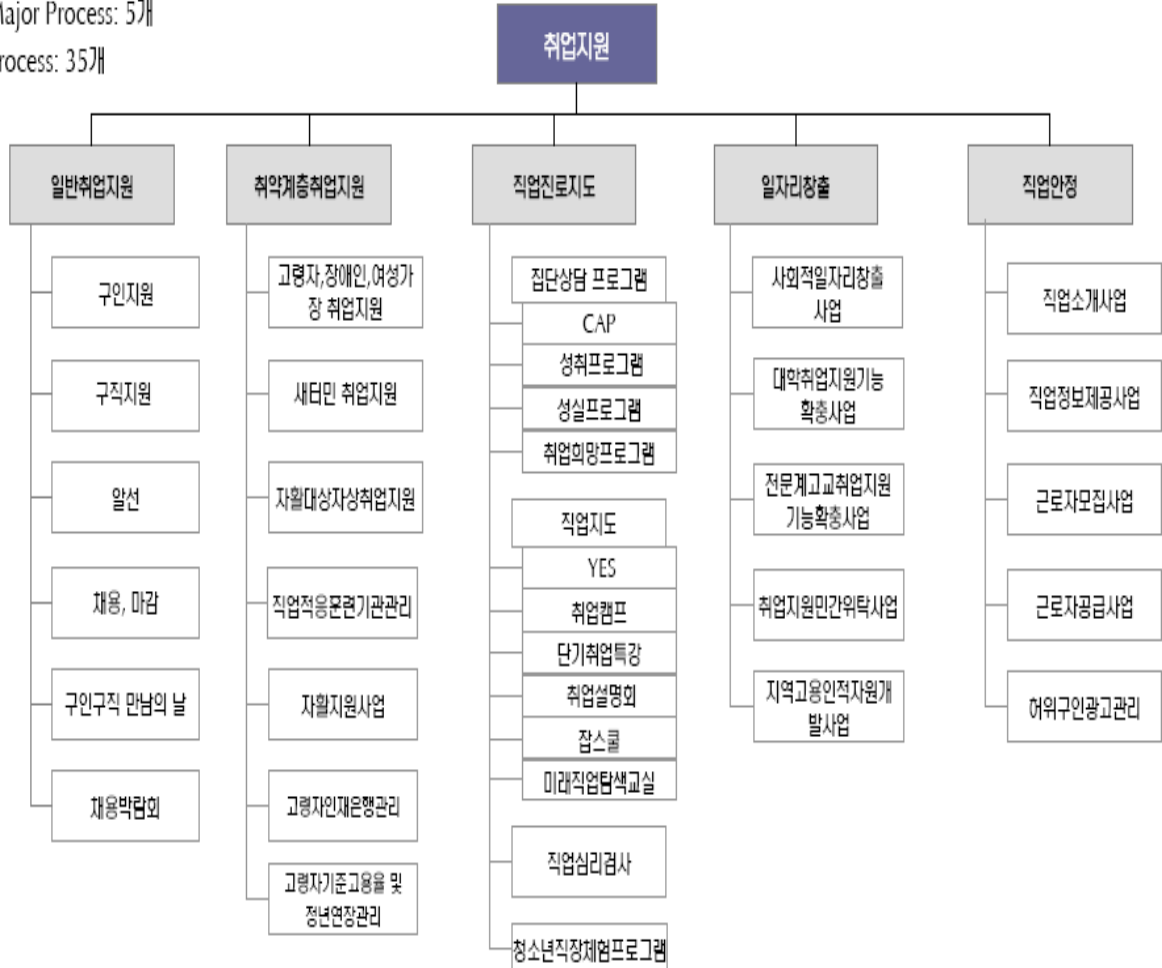 Major Process: 5개
rocess: 35개
취업지원
일반취업지원
구인지원
구직지원
알선
채용, 마감
구인구직 만남의 날
채용박람회
취약계층취업지원
고령자,장애인,여성가
장 취업지원
새터민 취업지원
자활대상자상취업지원
직업적응훈련기관관리
자활지원사업
고령자인재은행관리
고령자기준고용율 및
정년연장관리
직업진로지도
집단상담 프로그램
CAP
성취프로그램
성실프로그램
취업희망프로그램
직업지도
YES
취업캠프
단기취업특강
취업설명회
잡스쿨
미래직업탐색교실
직업심리검사
청소년직장체험프로그램
일자리창출
사회적일자리창출
사업
대학취업지원기능
확충사업
전문계고교취업지원
기능확충사업
취업지원민간위탁사업
지역고용인적자원개
발사업
직업안정
직업소개사업
직업정보제공사업
근로자모집사업
근로자공급사업
허위구인광고관리